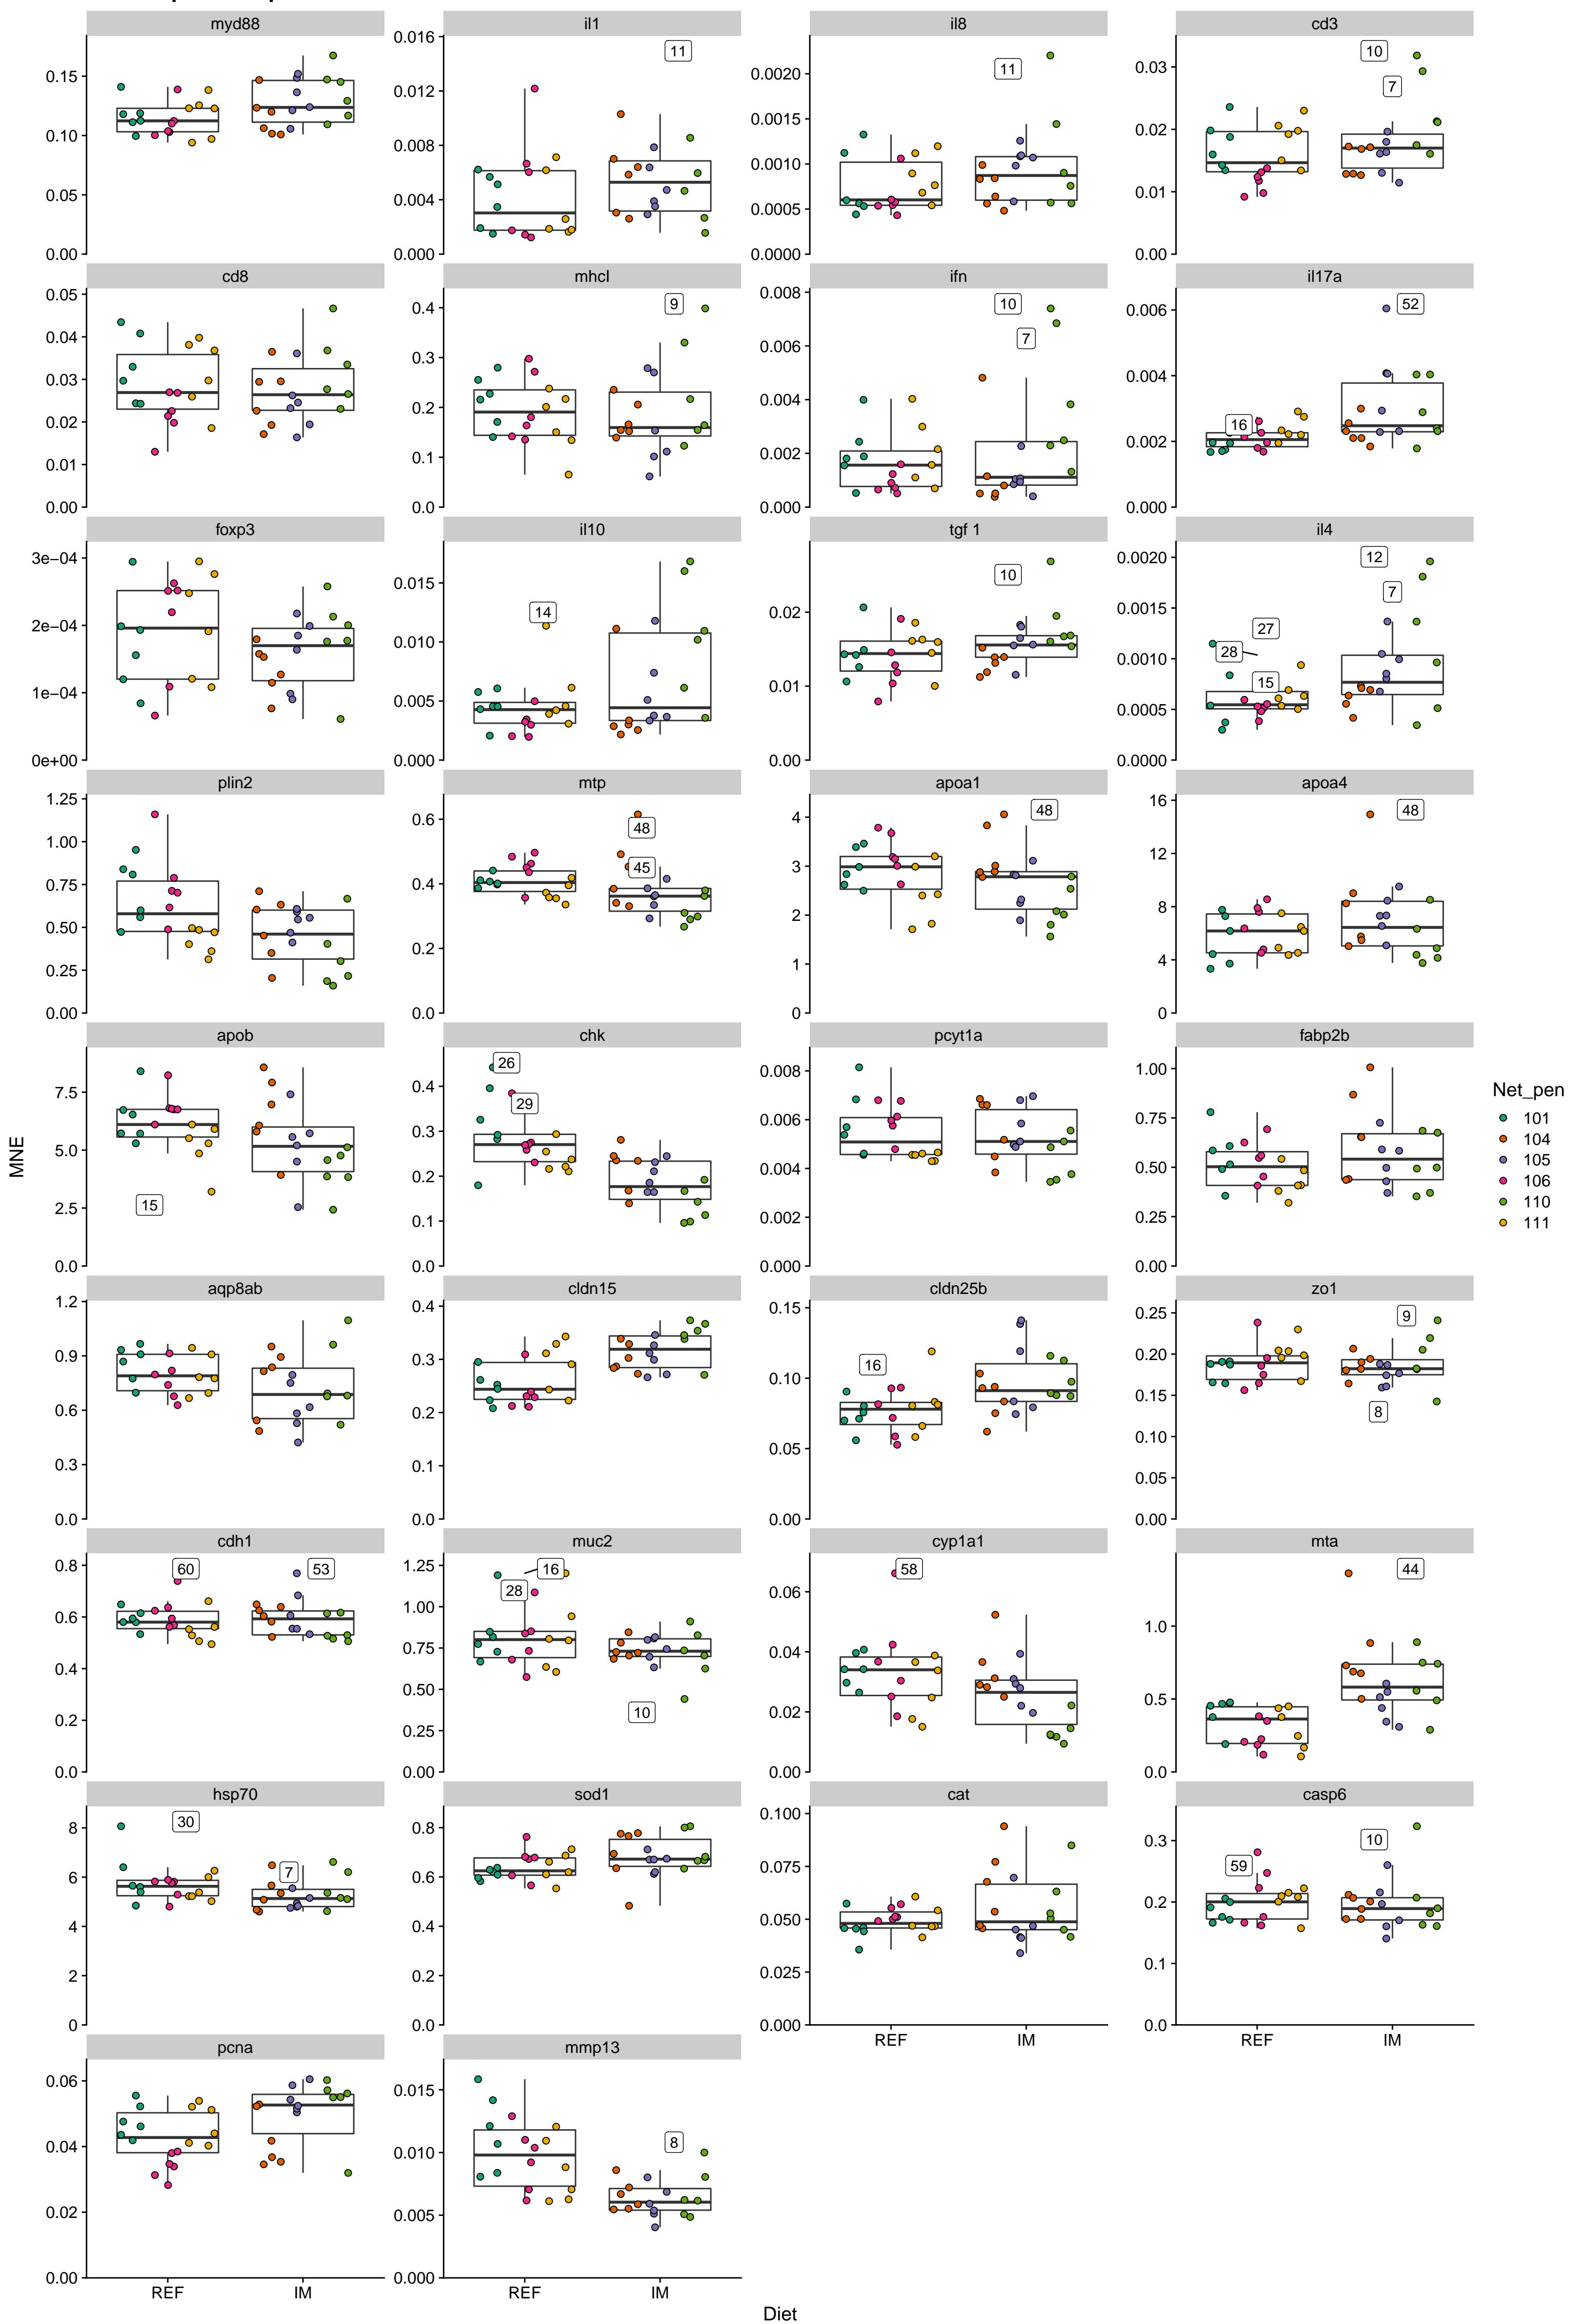 myd88 il1 il8 cd3
0.15 0.10 0.05 0.00
0.016 0.012 0.008 0.004 0.000
11
0.0020 0.0015 0.0010 0.0005 0.0000
11
0.03 0.02 0.01 0.00
10
7
cd8 mhcI ifn il17a
0.05 0.04 0.03 0.02 0.01 0.00
0.4 0.3 0.2 0.1 0.0
9
0.008 0.006 0.004 0.002 0.000
10
7
0.006 0.004 0.002 0.000
52
16
foxp3 il10 tgf 1 il4
3e−04 2e−04 1e−04 0e+00
0.015 0.010 0.005 0.000
14
0.02 0.01 0.00
10
0.0020 0.0015 0.0010 0.0005 0.0000
12
7
27
28
15
plin2 mtp apoa1 apoa4
1.25 1.00 0.75 0.50 0.25 0.00
0.6 0.4 0.2 0.0
48
45
4 3 2 1 0
48
16 12 8 4 0
48
apob chk pcyt1a fabp2b
7.5 5.0 2.5 0.0
15
0.4 0.3 0.2 0.1 0.0
26
29
0.008 0.006 0.004 0.002 0.000
1.00 0.75 0.50 0.25 0.00
aqp8ab cldn15 cldn25b zo1
1.2 0.9 0.6 0.3 0.0
0.4 0.3 0.2 0.1 0.0
0.15 0.10 0.05 0.00
16
0.25 0.20 0.15 0.10 0.05 0.00
9
8
cdh1 muc2 cyp1a1 mta
0.8 0.6 0.4 0.2 0.0
60
53
1.25 1.00 0.75 0.50 0.25 0.0
16
28
10
0.06 0.04 0.02 0.00
58
1.0 0.5 0.0
44
hsp70 sod1 cat casp6
8 6 4 2 0
30
7
0.8 0.6 0.4 0.2 0.0
0.100 0.075 0.050 0.025 0.000
0.3 0.2 0.1 0.0
10
59
REF IM REF IM
pcna mmp13
0.06 0.04 0.02 0.00
0.015 0.010 0.005 0.000
8
REF IM REF IM
Diet
MNE
Net_pen
101
104
105
106
110
111